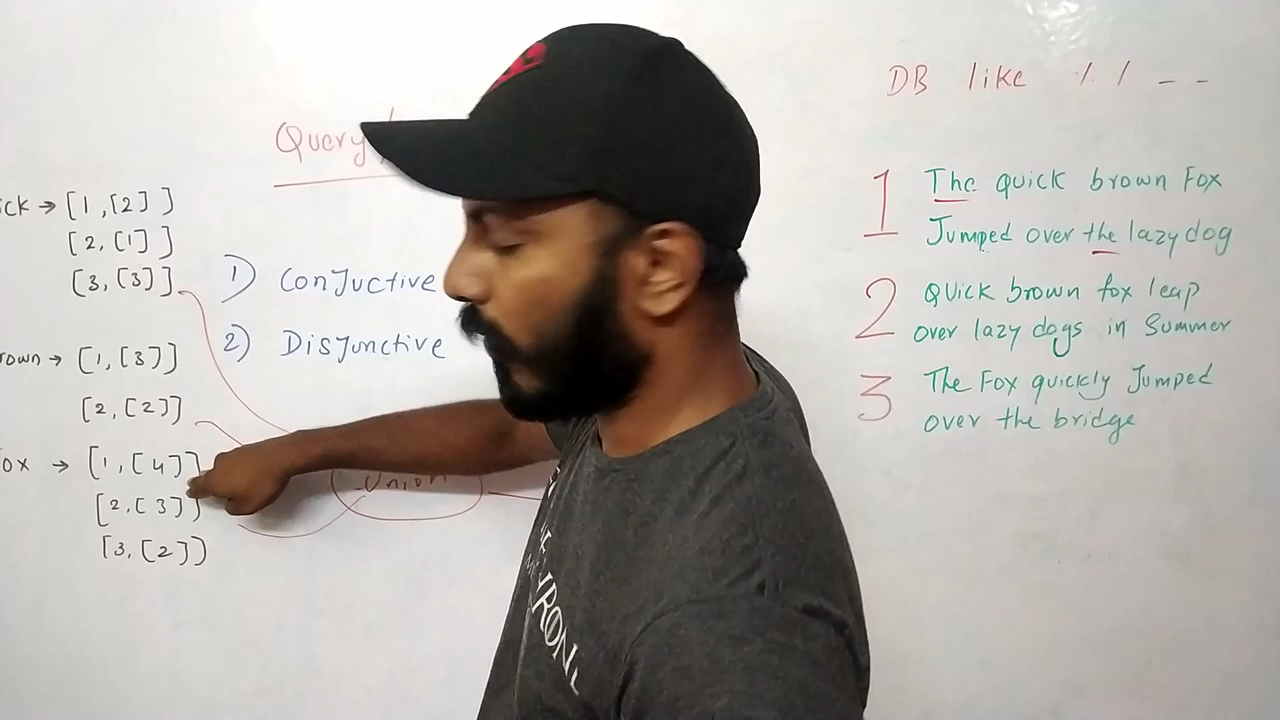 Query
ick → [1,[2]]
[2,[1]]
[3,[3]]
rown → [1,[3]]
[2,[2]]
ox → [1,[4]]
[2,[3]]
[3,[2])
1) Conjuctive
2) Disjunctive
Union
DB like % / - -
1 The quick brown Fox
Jumped over the lazy dog
2 Quick brown fox leap
over lazy dogs in Summer
3 The Fox quickly Jumped
over the bridge